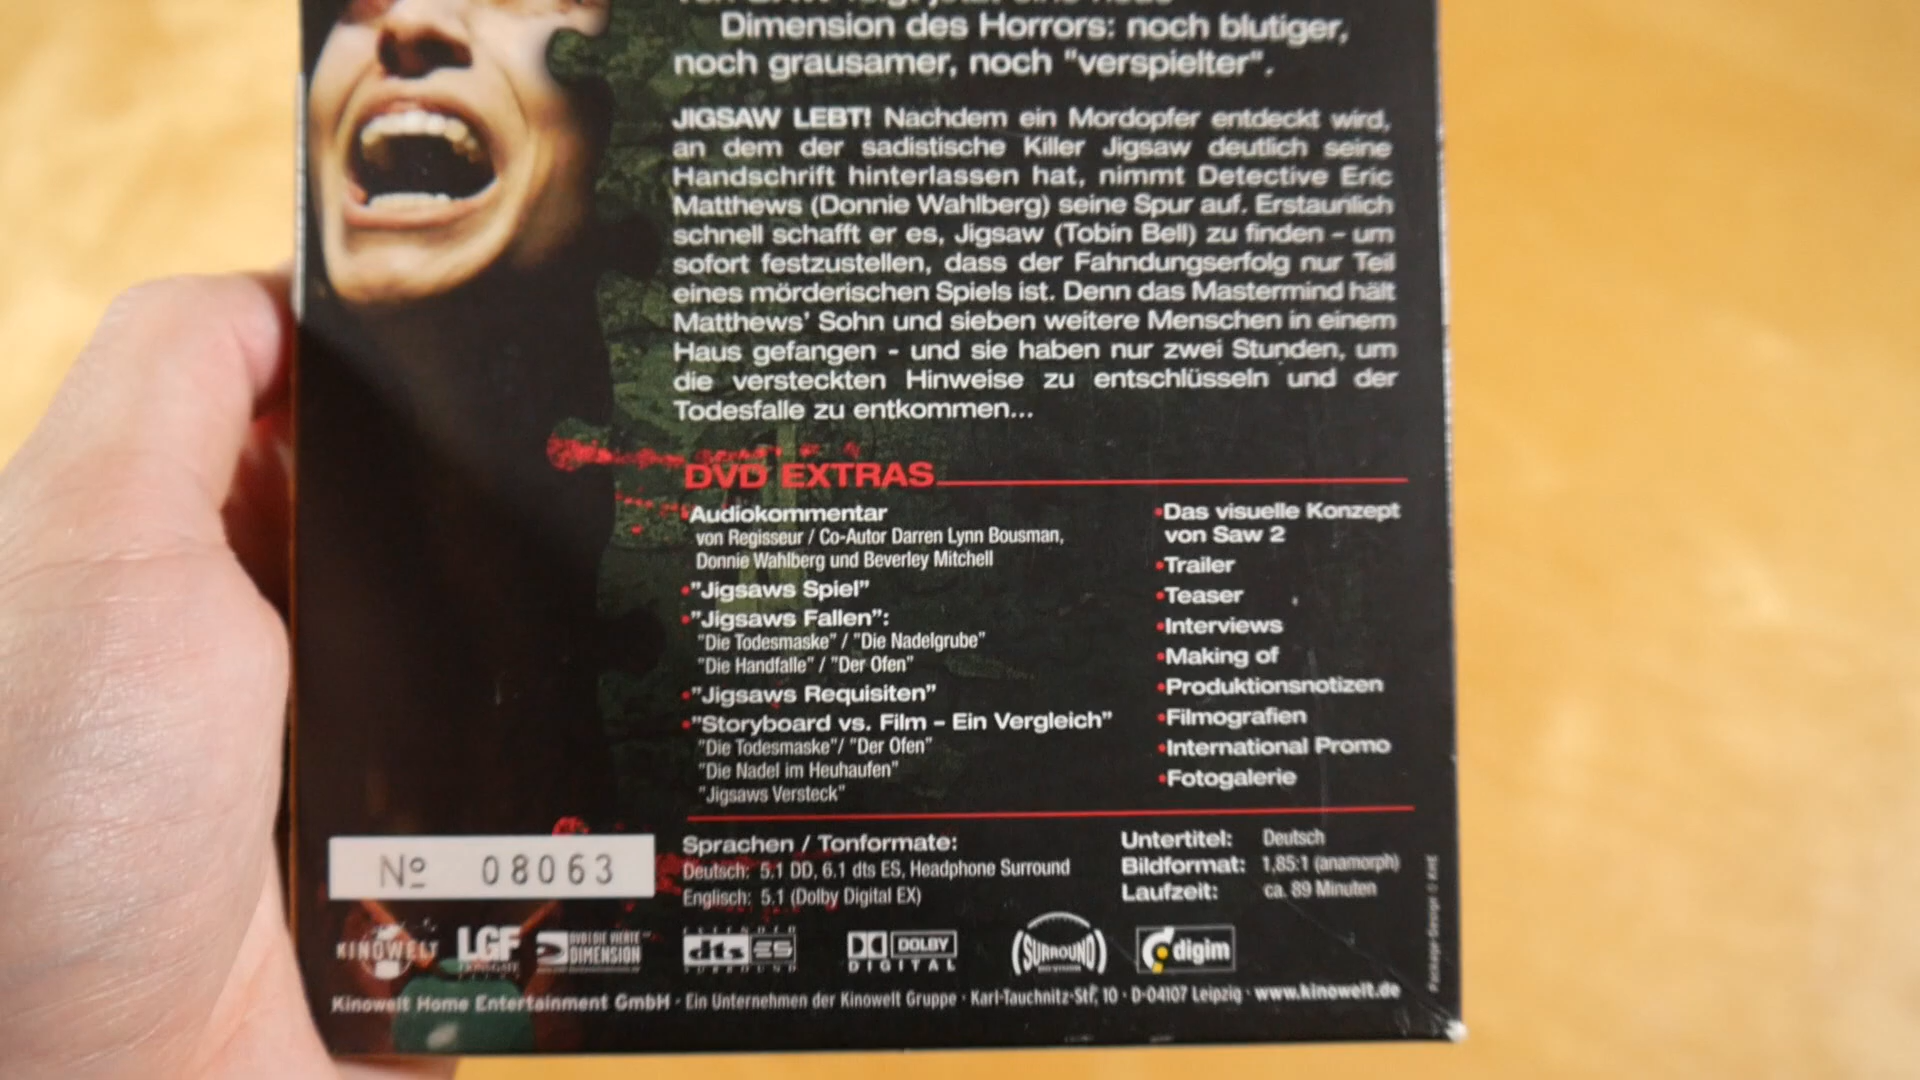 Dimension des Horrors: noch blutiger,
noch grausamer, noch "verspielter".
JIGSAW LEBT! Nachdem ein Mordopfer entdeckt wird,
an dem der sadistische Killer Jigsaw deutlich seine
Handschrift hinterlassen hat, nimmt Detective Eric
Matthews (Donnie Wahlberg) seine Spur auf. Erstaunlich
schnell schafft er es, Jigsaw (Tobin Bell) zu finden – um
sofort festzustellen, dass der Fahndungserfolg nur Teil
eines mörderischen Spiels ist. Denn das Mastermind hält
Matthews' Sohn und sieben weitere Menschen in einem
Haus gefangen - und sie haben nur zwei Stunden, um
die versteckten Hinweise zu entschlüsseln und der
Todesfalle zu entkommen...
DVD EXTRAS
•Audiokommentar
von Regisseur / Co-Autor Darren Lynn Bousman,
Donnie Wahlberg und Beverley Mitchell
•"Jigsaws Spiel"
•"Jigsaws Fallen":
"Die Todesmaske" / "Die Nadelgrube"
"Die Handfalle" / "Der Ofen"
•"Jigsaws Requisiten"
•"Storyboard vs. Film – Ein Vergleich"
"Die Todesmaske"/ "Der Ofen"
"Die Nadel im Heuhaufen"
"Jigsaws Versteck"
•Das visuelle Konzept
von Saw 2
•Trailer
•Teaser
•Interviews
•Making of
•Produktionsnotizen
•Filmografien
•International Promo
•Fotogalerie
Nº 08063
Sprachen / Tonformate:
Deutsch: 5.1 DD, 6.1 dts ES, Headphone Surround
Englisch: 5.1 (Dolby Digital EX)
Untertitel: Deutsch
Bildformat: 1,85:1 (anamorph)
Laufzeit: ca. 89 Minuten
KINOWELT
LGF
LIONSGATE
DVD | DIE VIERTE
DIMENSION
EXTENDED
dts ES
SURROUND
DOLBY
DIGITAL
SURROUND
digim
Kinowelt Home Entertainment GmbH · Ein Unternehmen der Kinowelt Gruppe · Karl-Tauchnitz-Str. 10 · D-04107 Leipzig · www.kinowelt.de
Package-Design © KHE